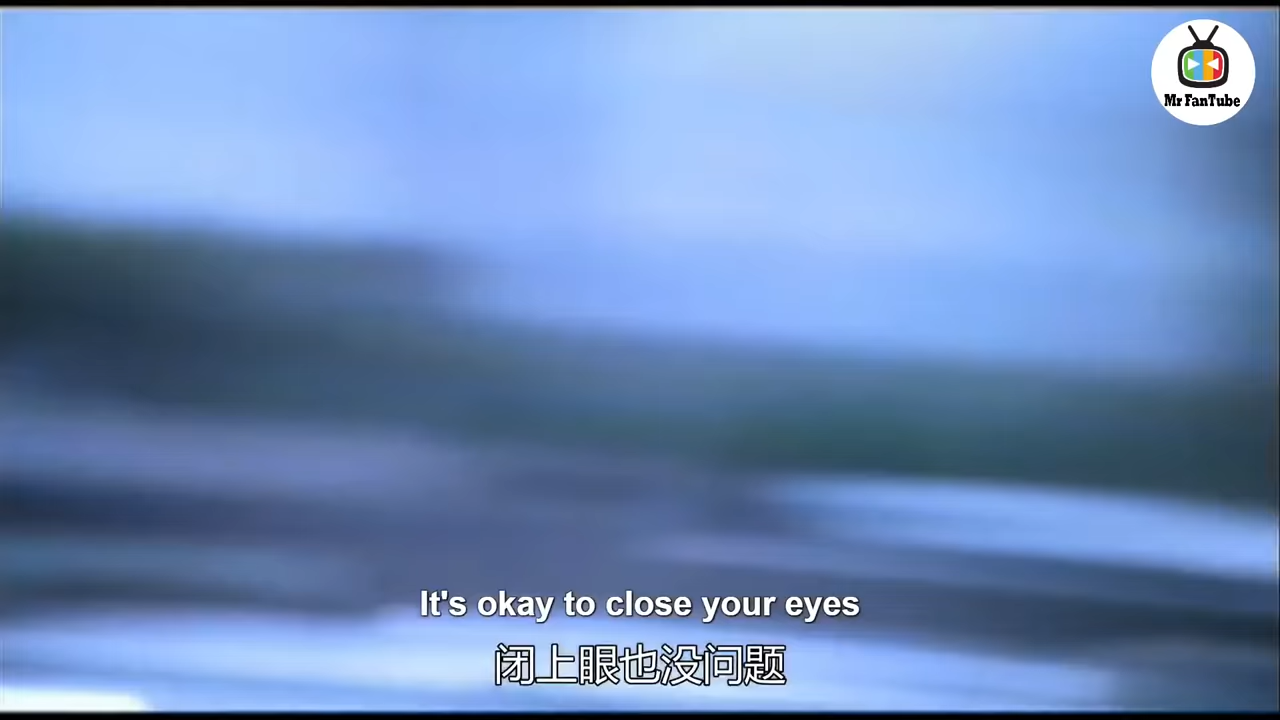 Mr FanTube
It's okay to close your eyes
闭上眼也没问题